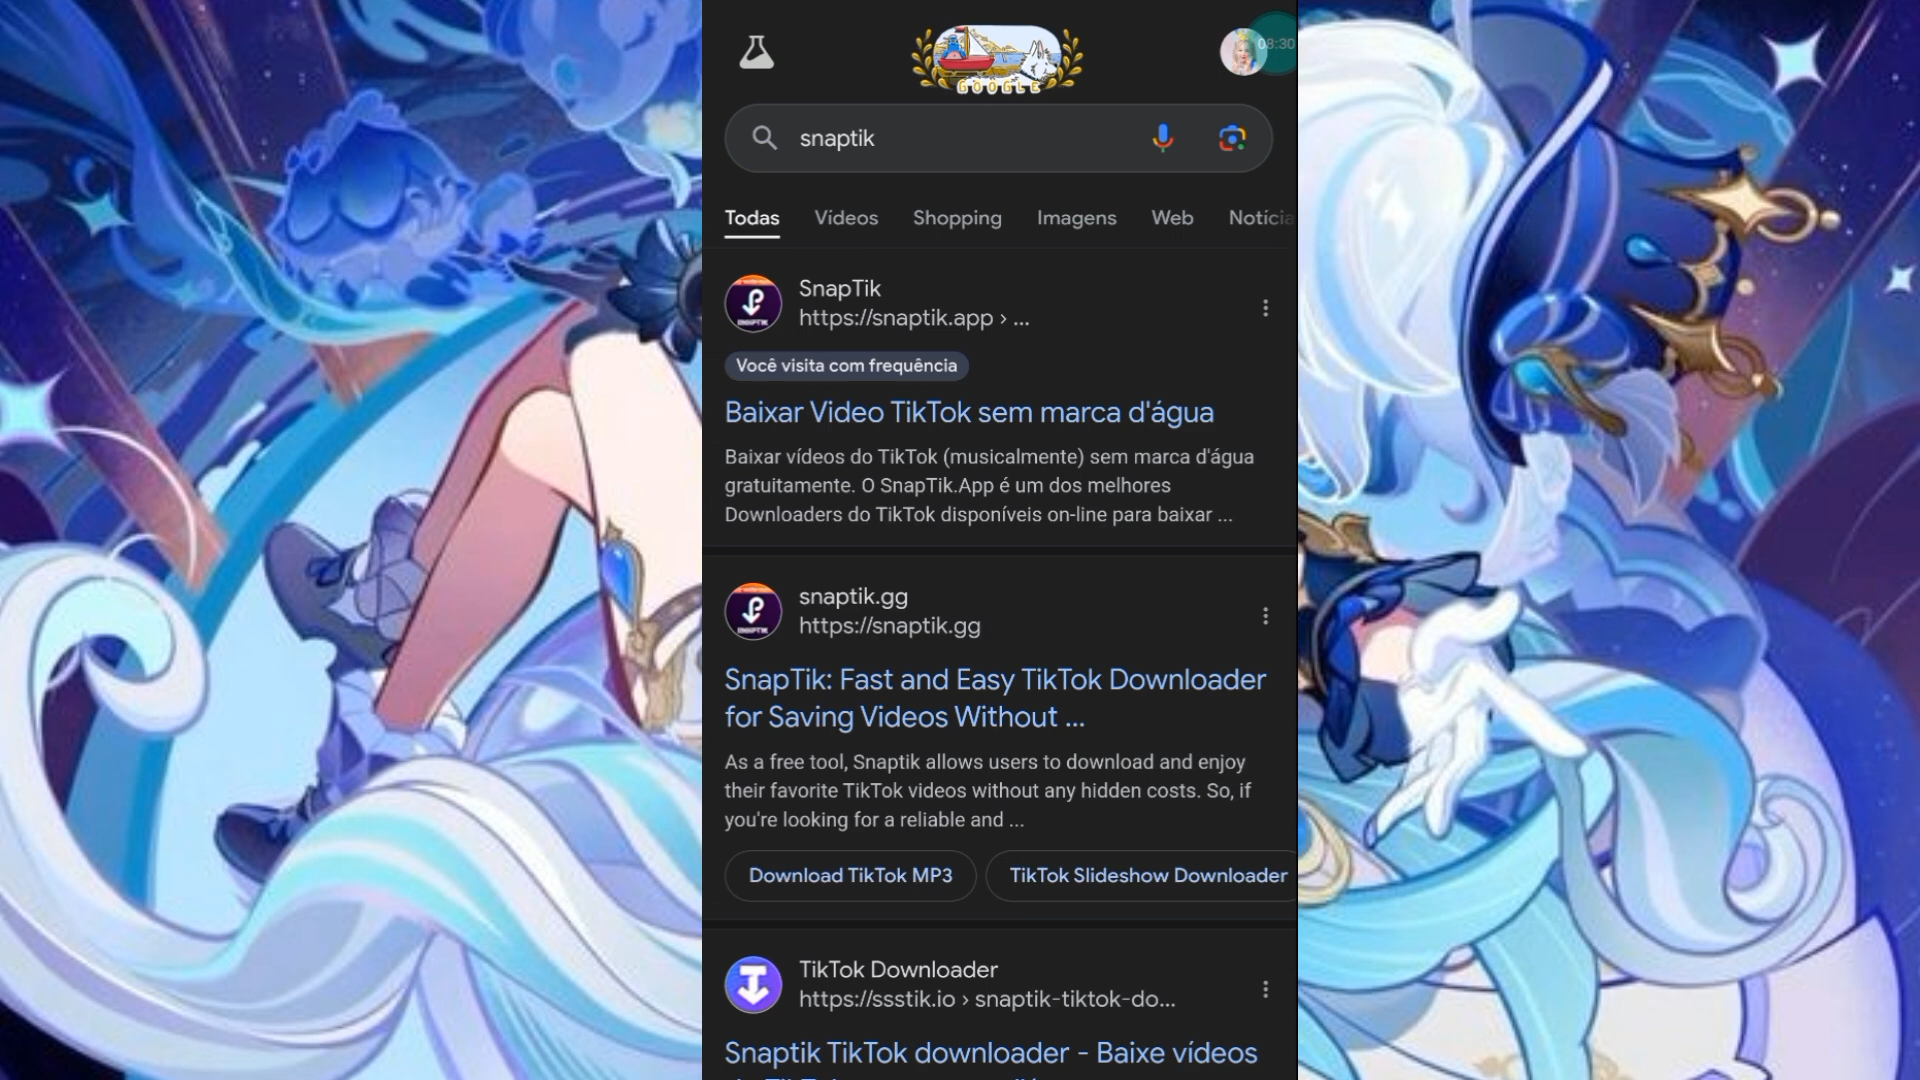 08:30
GOOGLE
snaptik
Todas Vídeos Shopping Imagens Web Notícia
SnapTik
https://snaptik.app › ...
Você visita com frequência
Baixar Video TikTok sem marca d'água
Baixar vídeos do TikTok (musicalmente) sem marca d'água
gratuitamente. O SnapTik.App é um dos melhores
Downloaders do TikTok disponíveis on-line para baixar ...
snaptik.gg
https://snaptik.gg
SnapTik: Fast and Easy TikTok Downloader
for Saving Videos Without ...
As a free tool, Snaptik allows users to download and enjoy
their favorite TikTok videos without any hidden costs. So, if
you're looking for a reliable and ...
Download TikTok MP3 TikTok Slideshow Downloader
TikTok Downloader
https://ssstik.io › snaptik-tiktok-do...
Snaptik TikTok downloader - Baixe vídeos